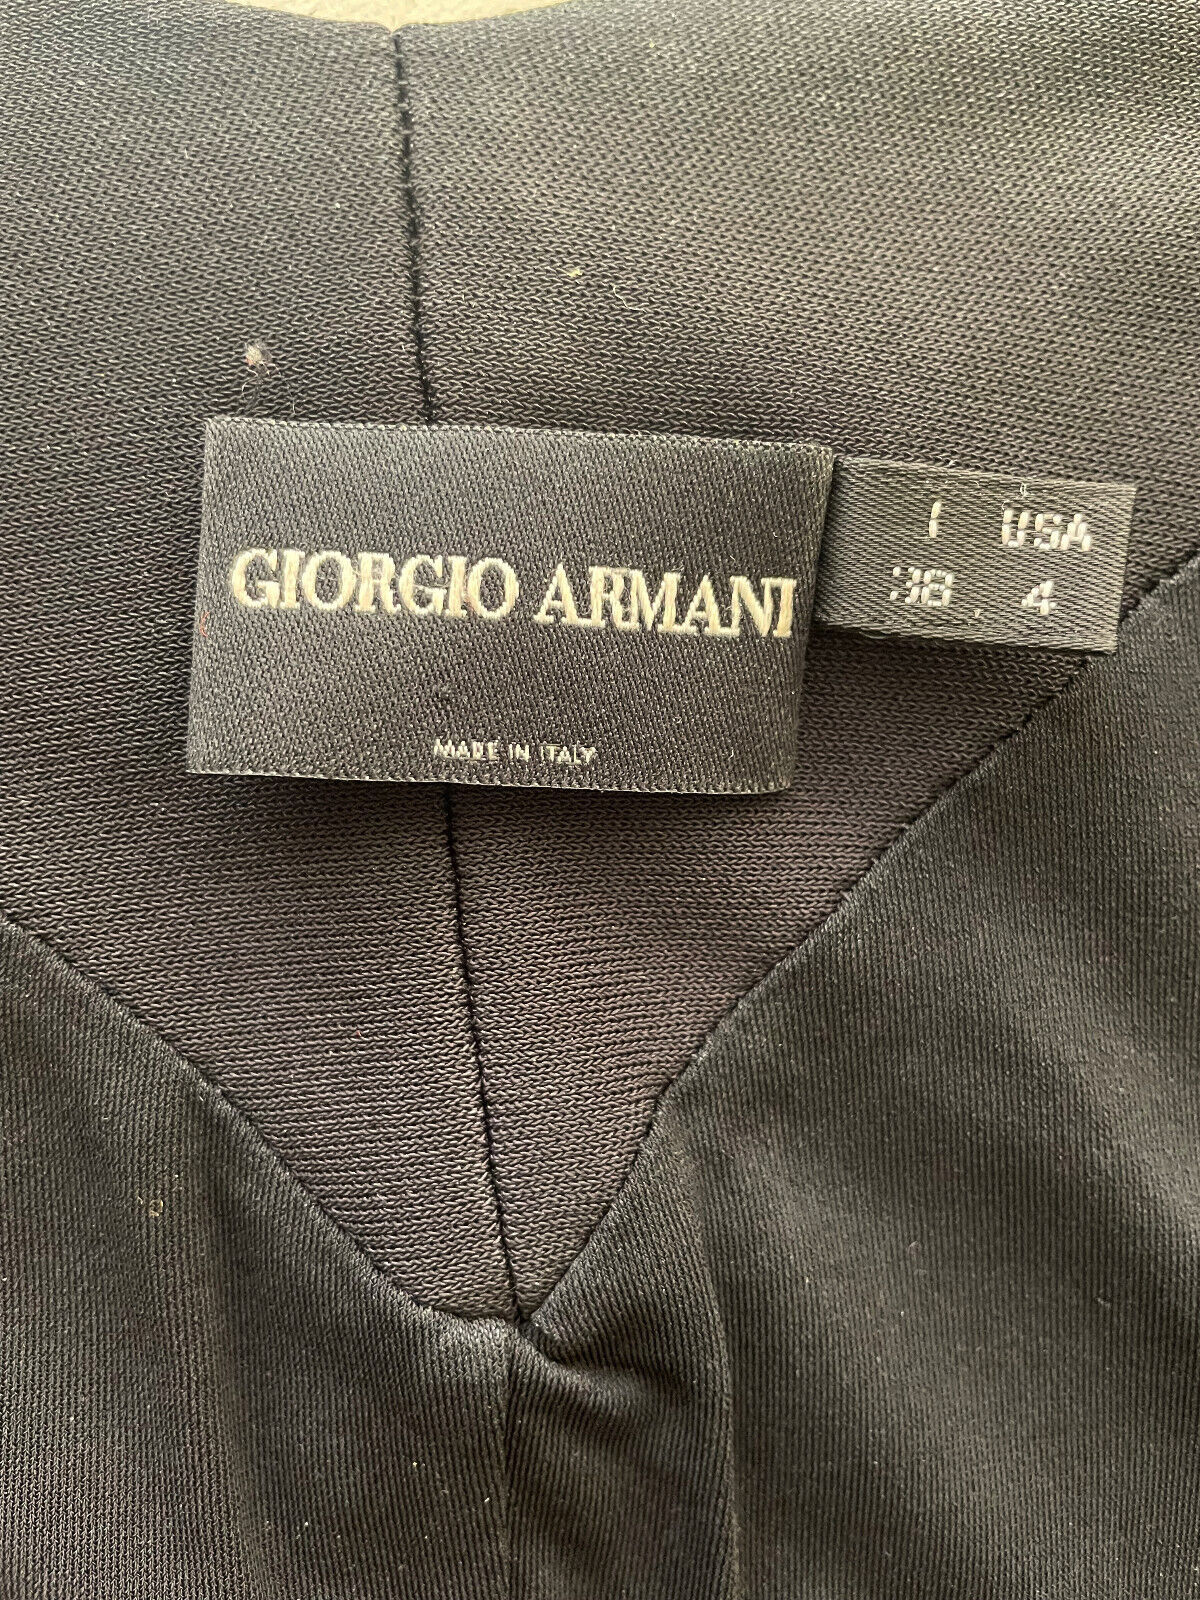 GIORGIO ARMANI
MADE IN ITALY
I USA
38 4